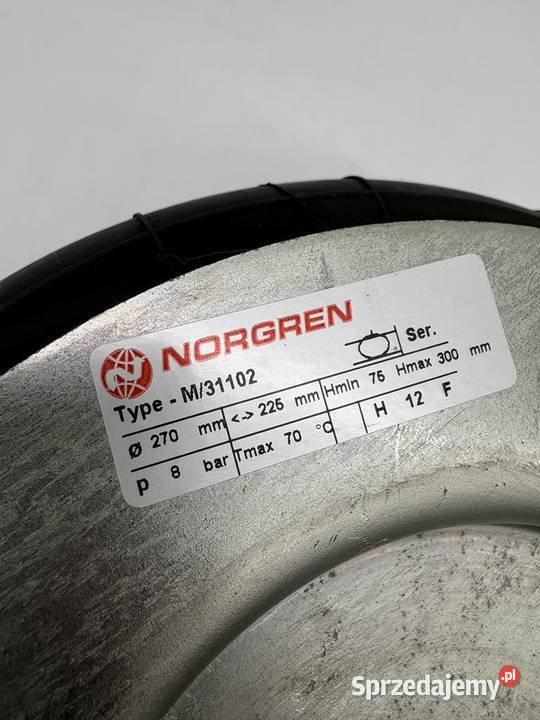 NORGREN
Type - M/31102 Ser.
Ø 270 mm <-> 225 mm Hmin 75 Hmax 300 mm
p 8 bar Tmax 70 °C H 12 F
Sprzedajemy.pl